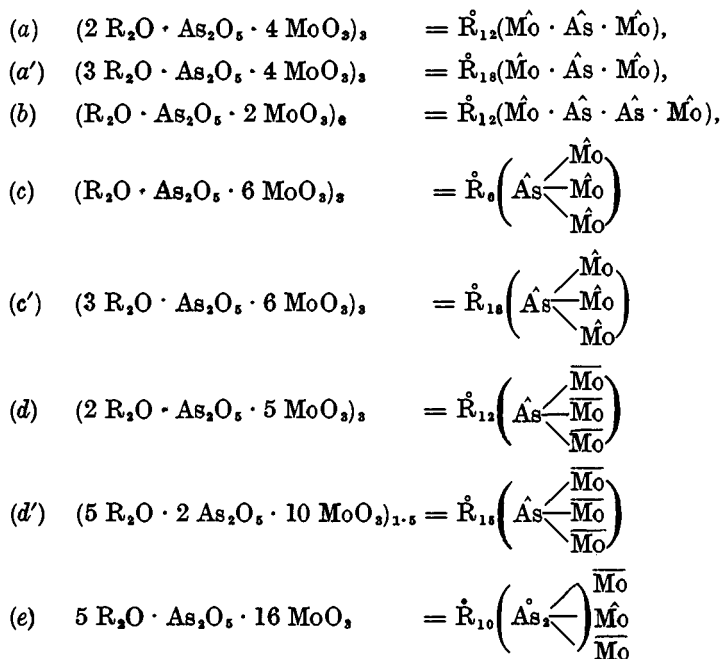 (a) (2 R₂O · As₂O₅ · 4 MoO₃)₃ = R̊₁₂(M̂o · Âs · M̂o),
(a′) (3 R₂O · As₂O₅ · 4 MoO₃)₃ = R̊₁₈(M̂o · Âs · M̂o),
(b) (R₂O · As₂O₅ · 2 MoO₃)₆ = R̊₁₂(M̂o · Âs · Âs · M̂o),
M̂o
(c) (R₂O · As₂O₅ · 6 MoO₃)₃ = R̊₆(Âs—M̂o)
M̂o
M̂o
(c′) (3 R₂O · As₂O₅ · 6 MoO₃)₃ = R̊₁₈(Âs—M̂o)
M̂o
M̅o̅
(d) (2 R₂O · As₂O₅ · 5 MoO₃)₃ = R̊₁₂(Âs—M̅o̅)
M̅o̅
M̅o̅
(d′) (5 R₂O · 2 As₂O₅ · 10 MoO₃)₁.₅ = R̊₁₅(Âs—M̅o̅)
M̅o̅
M̅o̅
(e) 5 R₂O · As₂O₅ · 16 MoO₃ = Ṙ₁₀(Ås₂—)M̂o
M̅o̅